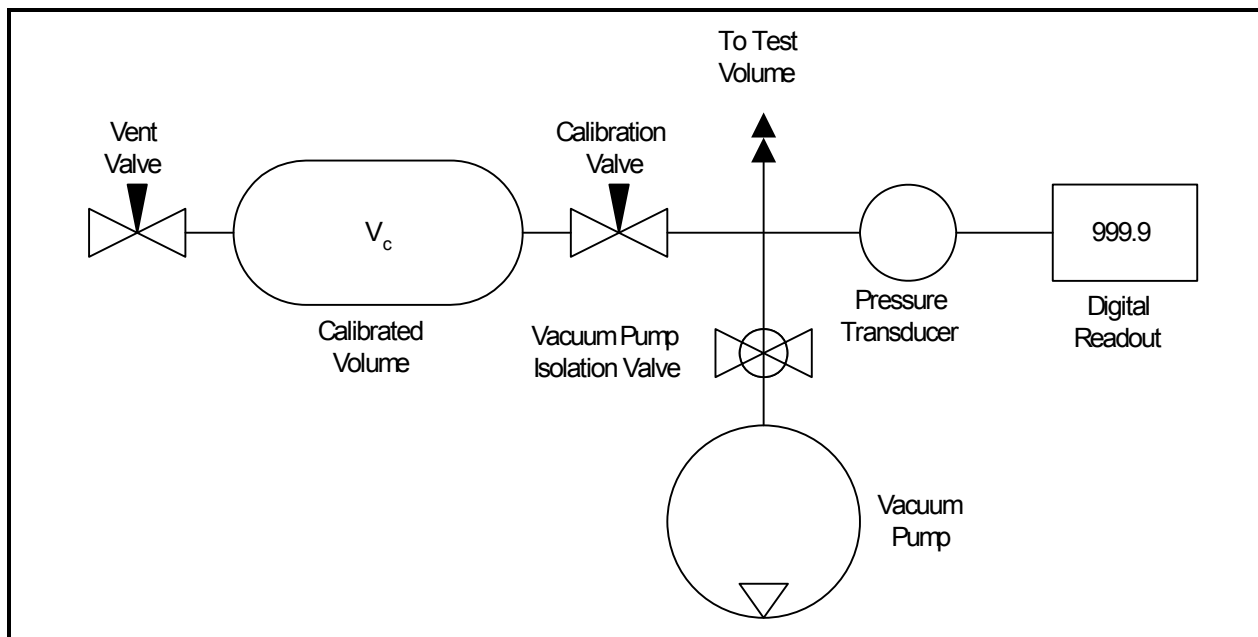 To Test
Volume
Vent
Valve
Calibration
Valve
V_c
999.9
Calibrated
Volume
Vacuum Pump
Isolation Valve
Pressure
Transducer
Digital
Readout
Vacuum
Pump